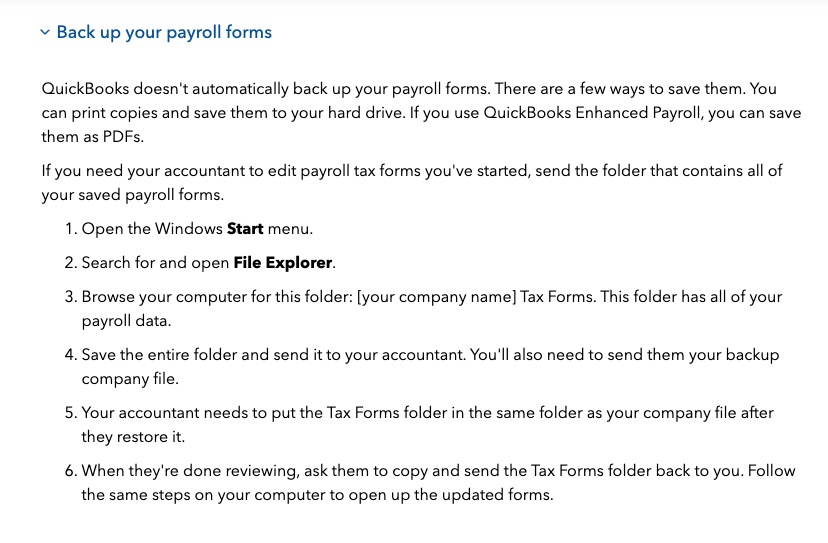 Back up your payroll forms
QuickBooks doesn't automatically back up your payroll forms. There are a few ways to save them. You
can print copies and save them to your hard drive. If you use QuickBooks Enhanced Payroll, you can save
them as PDFs.
If you need your accountant to edit payroll tax forms you've started, send the folder that contains all of
your saved payroll forms.
1. Open the Windows Start menu.
2. Search for and open File Explorer.
3. Browse your computer for this folder: [your company name] Tax Forms. This folder has all of your
payroll data.
4. Save the entire folder and send it to your accountant. You'll also need to send them your backup
company file.
5. Your accountant needs to put the Tax Forms folder in the same folder as your company file after
they restore it.
6. When they're done reviewing, ask them to copy and send the Tax Forms folder back to you. Follow
the same steps on your computer to open up the updated forms.